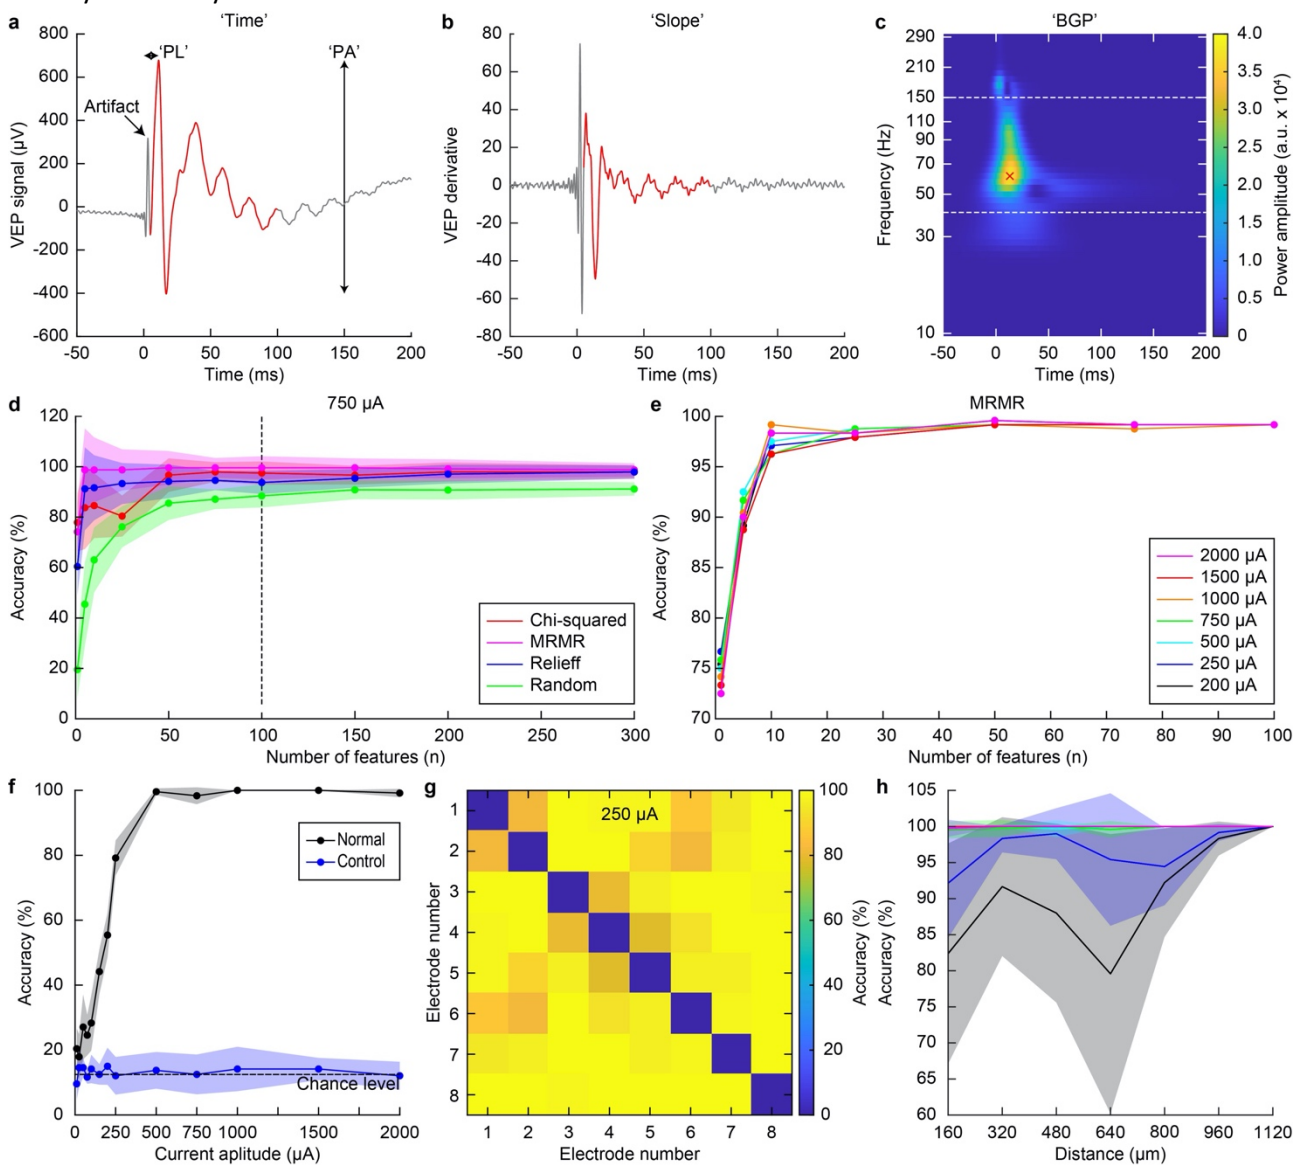 a
'Time'
'PL'
'PA'
Artifact
VEP signal (µV)
800
600
400
200
0
-200
-400
-600
-50 0 50 100 150 200
Time (ms)
b
'Slope'
VEP derivative
80
60
40
20
0
-20
-40
-60
-80
-50 0 50 100 150 200
Time (ms)
c
'BGP'
Frequency (Hz)
290
210
150
110
90
70
50
30
10
-50 0 50 100 150 200
Time (ms)
4.0
3.5
3.0
2.5
2.0
1.5
1.0
0.5
0
Power amplitude (a.u. x 10⁴)
d
750 µA
Accuracy (%)
120
100
80
60
40
20
0
Chi-squared
MRMR
Relieff
Random
0 50 100 150 200 250 300
Number of features (n)
e
MRMR
Accuracy (%)
100
95
90
85
80
75
70
2000 µA
1500 µA
1000 µA
750 µA
500 µA
250 µA
200 µA
0 10 20 30 40 50 60 70 80 90 100
Number of features (n)
f
Accuracy (%)
100
80
60
40
20
0
Normal
Control
Chance level
0 250 500 750 1000 1500 2000
Current aplitude (µA)
g
250 µA
Electrode number
1
2
3
4
5
6
7
8
1 2 3 4 5 6 7 8
Electrode number
100
80
60
40
20
0
Accuracy (%)
h
Accuracy (%)
105
100
95
90
85
80
75
70
65
60
160 320 480 640 800 960 1120
Distance (µm)